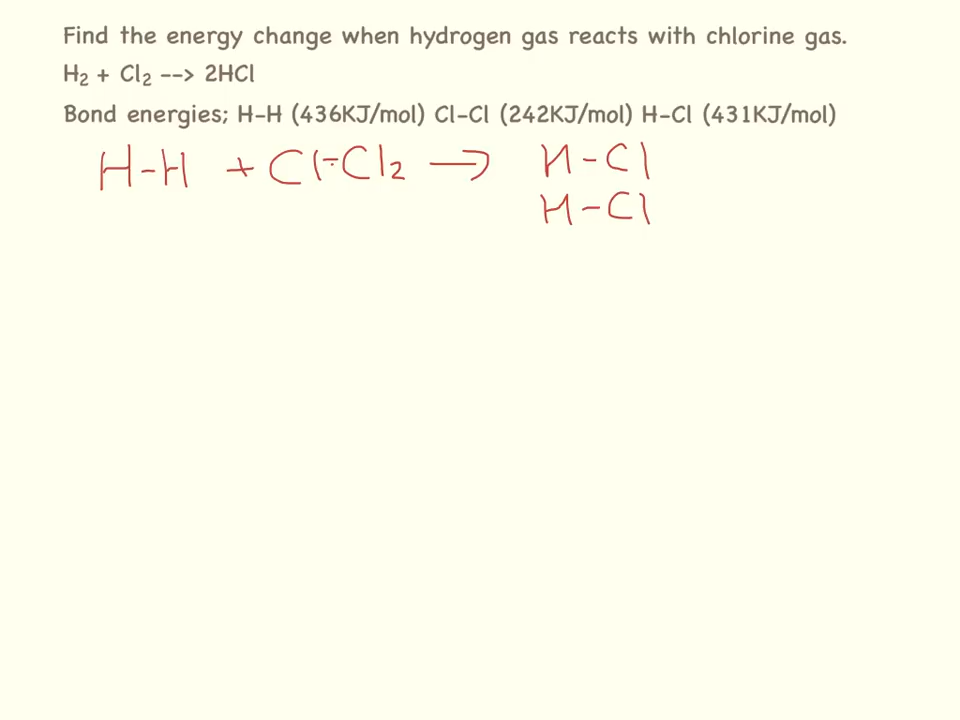 Find the energy change when hydrogen gas reacts with chlorine gas.
H₂ + Cl₂ --> 2HCl
Bond energies; H-H (436KJ/mol) Cl-Cl (242KJ/mol) H-Cl (431KJ/mol)
H-H + Cl-Cl₂ → H-Cl
H-Cl